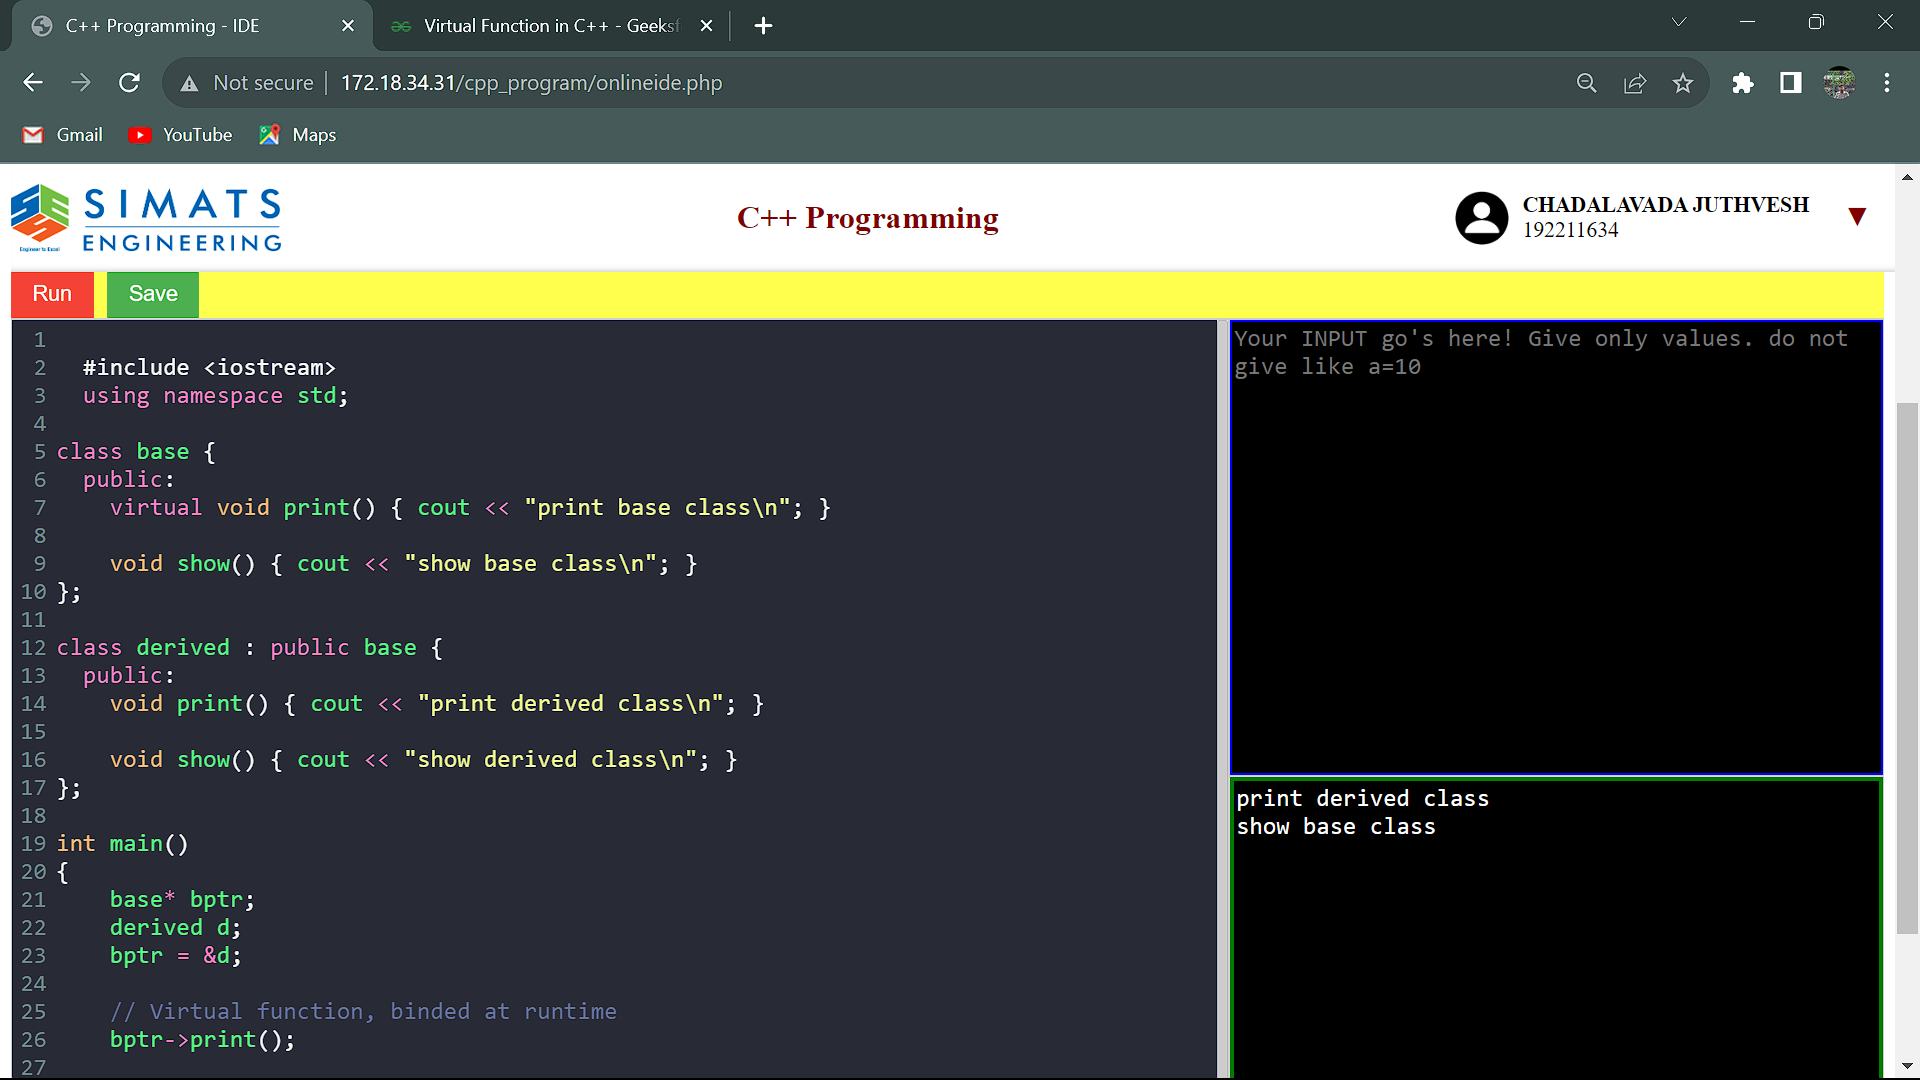 C++ Programming - IDE
Virtual Function in C++ - Geeksf
Not secure
172.18.34.31/cpp_program/onlineide.php
Gmail
YouTube
Maps
SIMATS
ENGINEERING
Engineer to Excel
C++ Programming
CHADALAVADA JUTHVESH
192211634
Run
Save
1
2 #include <iostream>
3 using namespace std;
4
5 class base {
6 public:
7 virtual void print() { cout << "print base class\n"; }
8
9 void show() { cout << "show base class\n"; }
10 };
11
12 class derived : public base {
13 public:
14 void print() { cout << "print derived class\n"; }
15
16 void show() { cout << "show derived class\n"; }
17 };
18
19 int main()
20 {
21 base* bptr;
22 derived d;
23 bptr = &d;
24
25 // Virtual function, binded at runtime
26 bptr->print();
27
Your INPUT go's here! Give only values. do not
give like a=10
print derived class
show base class